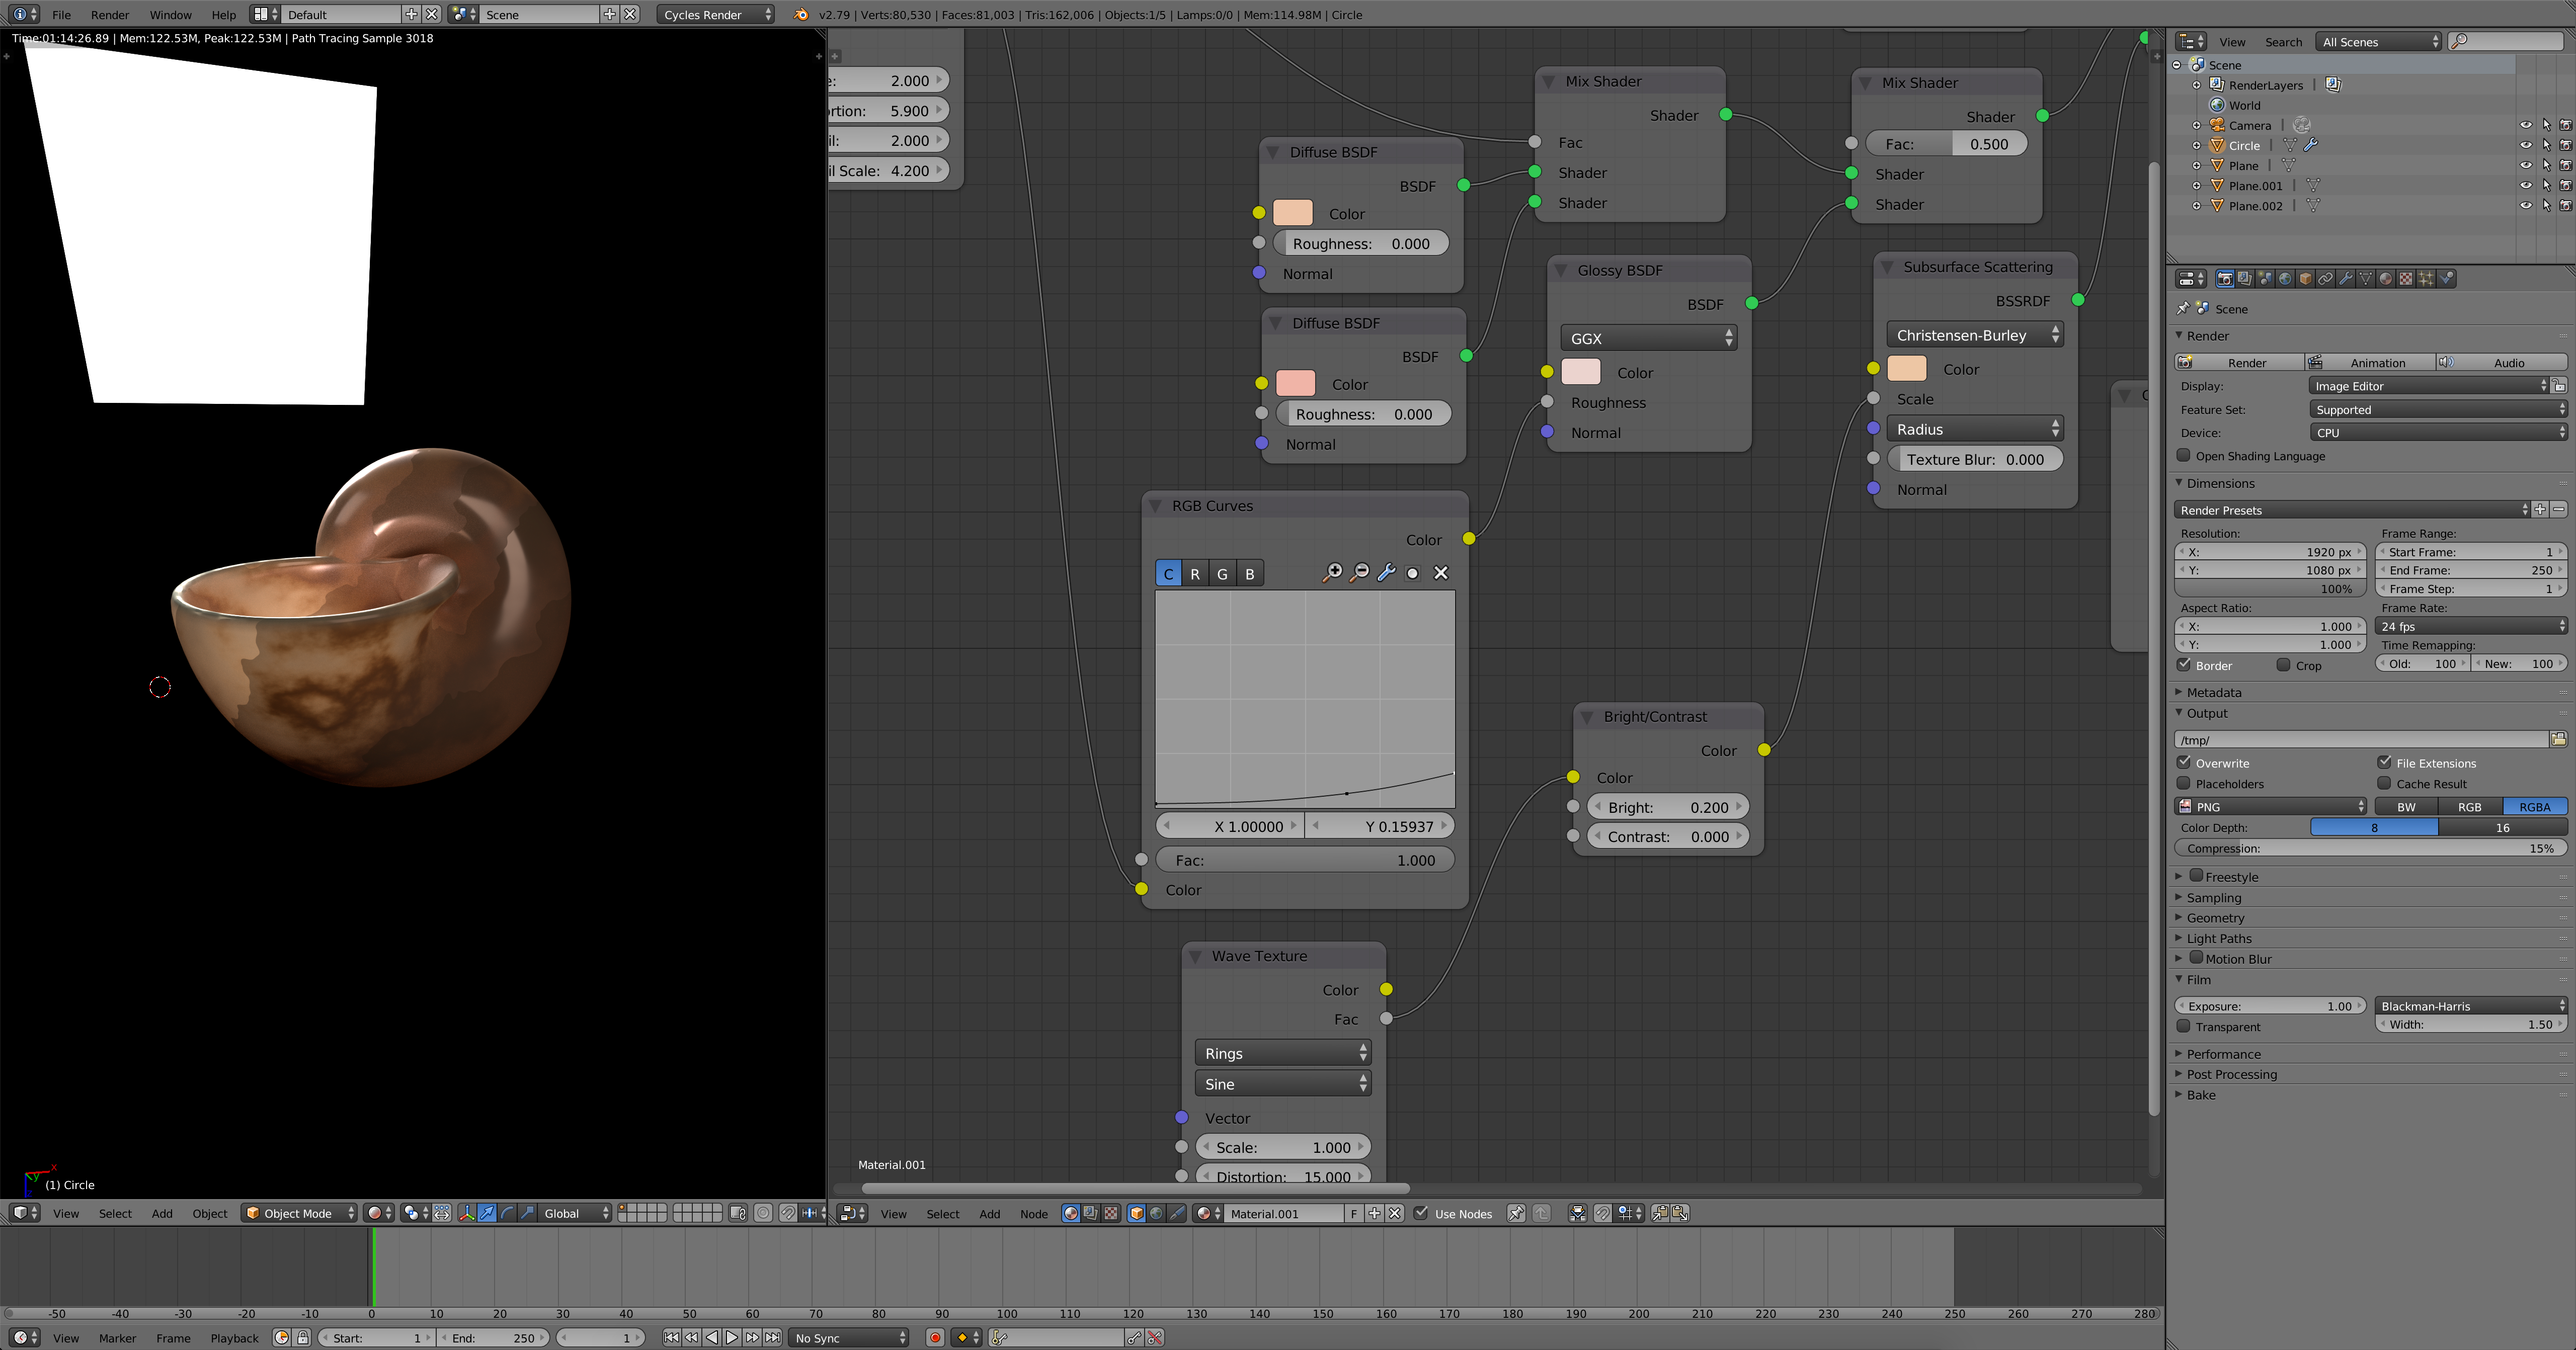 File Render Window Help Default Scene Cycles Render v2.79 | Verts:80,530 | Faces:81,003 | Tris:162,006 | Objects:1/5 | Lamps:0/0 | Mem:114.98M | Circle
Time:01:14:26.89 | Mem:122.53M, Peak:122.53M | Path Tracing Sample 3018
(1) Circle
View Select Add Object Object Mode Global
e: 2.000
ortion: 5.900
il: 2.000
il Scale: 4.200
Diffuse BSDF
BSDF
Color
Roughness: 0.000
Normal
Diffuse BSDF
BSDF
Color
Roughness: 0.000
Normal
Mix Shader
Shader
Fac
Shader
Shader
Mix Shader
Shader
Fac: 0.500
Shader
Shader
Glossy BSDF
BSDF
GGX
Color
Roughness
Normal
Subsurface Scattering
BSSRDF
Christensen-Burley
Color
Scale
Radius
Texture Blur: 0.000
Normal
RGB Curves
Color
C R G B
X 1.00000 Y 0.15937
Fac: 1.000
Color
Bright/Contrast
Color
Color
Bright: 0.200
Contrast: 0.000
Wave Texture
Color
Fac
Rings
Sine
Vector
Scale: 1.000
Distortion: 15.000
Material.001
View Select Add Node Material.001 F Use Nodes
View Search All Scenes
Scene
RenderLayers |
World
Camera |
Circle |
Plane |
Plane.001 |
Plane.002 |
Scene
Render
Render Animation Audio
Display: Image Editor
Feature Set: Supported
Device: CPU
Open Shading Language
Dimensions
Render Presets
Resolution: Frame Range:
X: 1920 px Start Frame: 1
Y: 1080 px End Frame: 250
100% Frame Step: 1
Aspect Ratio: Frame Rate:
X: 1.000 24 fps
Y: 1.000 Time Remapping:
Border Crop Old: 100 New: 100
Metadata
Output
/tmp/
Overwrite File Extensions
Placeholders Cache Result
PNG BW RGB RGBA
Color Depth: 8 16
Compression: 15%
Freestyle
Sampling
Geometry
Light Paths
Motion Blur
Film
Exposure: 1.00 Blackman-Harris
Transparent Width: 1.50
Performance
Post Processing
Bake
-50 -40 -30 -20 -10 0 10 20 30 40 50 60 70 80 90 100 110 120 130 140 150 160 170 180 190 200 210 220 230 240 250 260 270 280
View Marker Frame Playback Start: 1 End: 250 1 No Sync